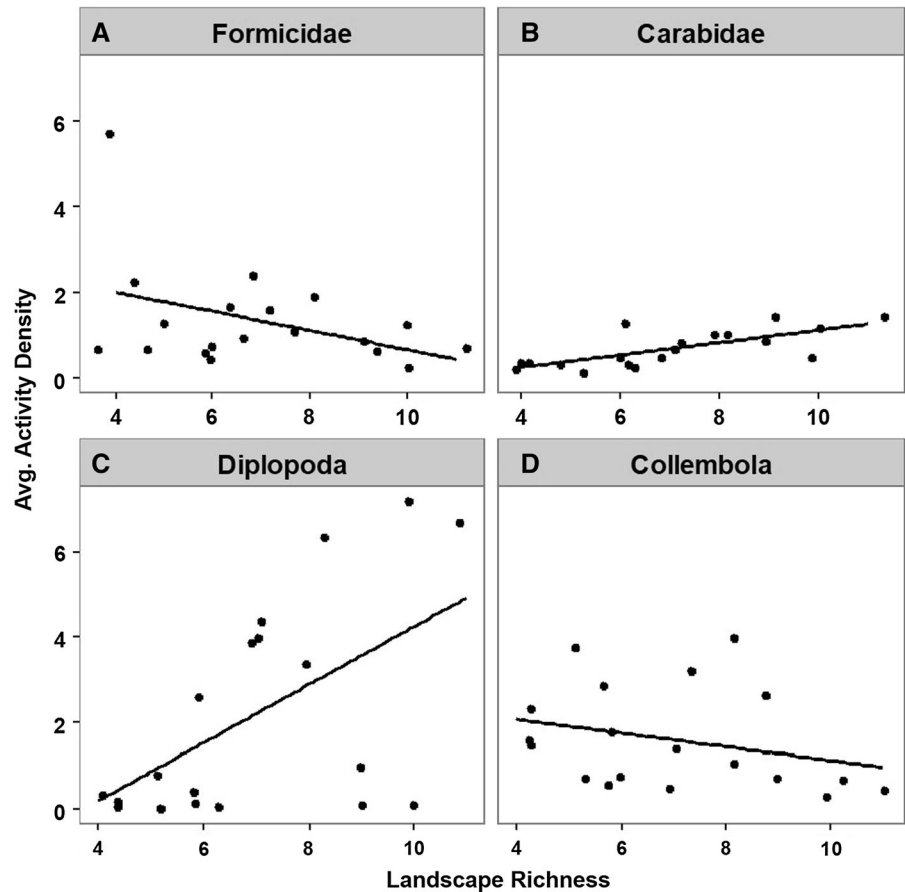 A Formicidae
B Carabidae
6
4
2
0
4 6 8 10
4 6 8 10
Avg. Activity Density
C Diplopoda
D Collembola
6
4
2
0
4 6 8 10
4 6 8 10
Landscape Richness